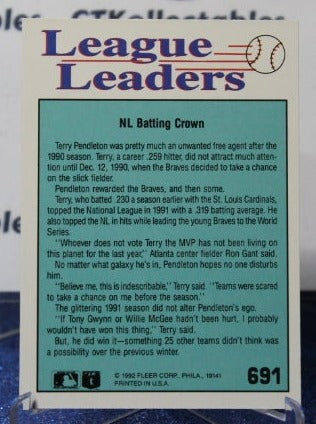 League
Leaders
NL Batting Crown
Terry Pendleton was pretty much an unwanted free agent after the
1990 season. Terry, a career .259 hitter, did not attract much atten-
tion until Dec. 12, 1990, when the Braves decided to take a chance
on the slick fielder.
Pendleton rewarded the Braves, and then some.
Terry, who batted .230 a season earlier with the St. Louis Cardinals,
topped the National League in 1991 with a .319 batting average. He
also topped the NL in hits while leading the young Braves to the World
Series.
"Whoever does not vote Terry the MVP has not been living on
this planet for the last year," Atlanta center fielder Ron Gant said.
No matter what galaxy he's in, Pendleton hopes no one disturbs
him.
"Believe me, this is indescribable," Terry said. "Teams were scared
to take a chance on me before the season."
The glittering 1991 season did not alter Pendleton's ego.
"If Tony Gwynn or Willie McGee hadn't been hurt, I probably
wouldn't have won this thing," Terry said.
But, he did win it—something 25 other teams didn't think was
a possibility over the previous winter.
© 1992 FLEER CORP., PHILA., 19141
PRINTED IN U.S.A.
691